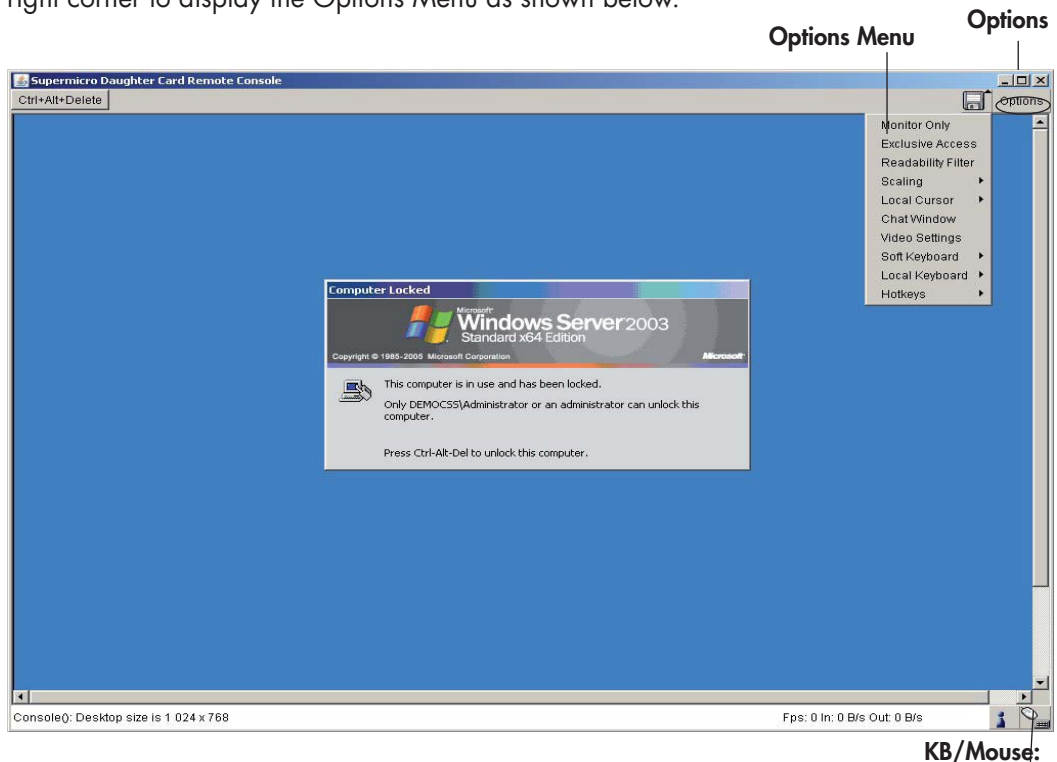 right corner to display the Options Menu as shown below.
Options
Options Menu
Supermicro Daughter Card Remote Console
Ctrl+Alt+Delete
Options
Monitor Only
Exclusive Access
Readability Filter
Scaling
Local Cursor
Chat Window
Video Settings
Soft Keyboard
Local Keyboard
Hotkeys
Computer Locked
Microsoft
Windows Server 2003
Standard x64 Edition
Copyright © 1985-2005 Microsoft Corporation
Microsoft
This computer is in use and has been locked.
Only DEMOCSS\Administrator or an administrator can unlock this
computer.
Press Ctrl-Alt-Del to unlock this computer.
Console(): Desktop size is 1 024 x 768
Fps: 0 In: 0 B/s Out: 0 B/s
KB/Mouse: